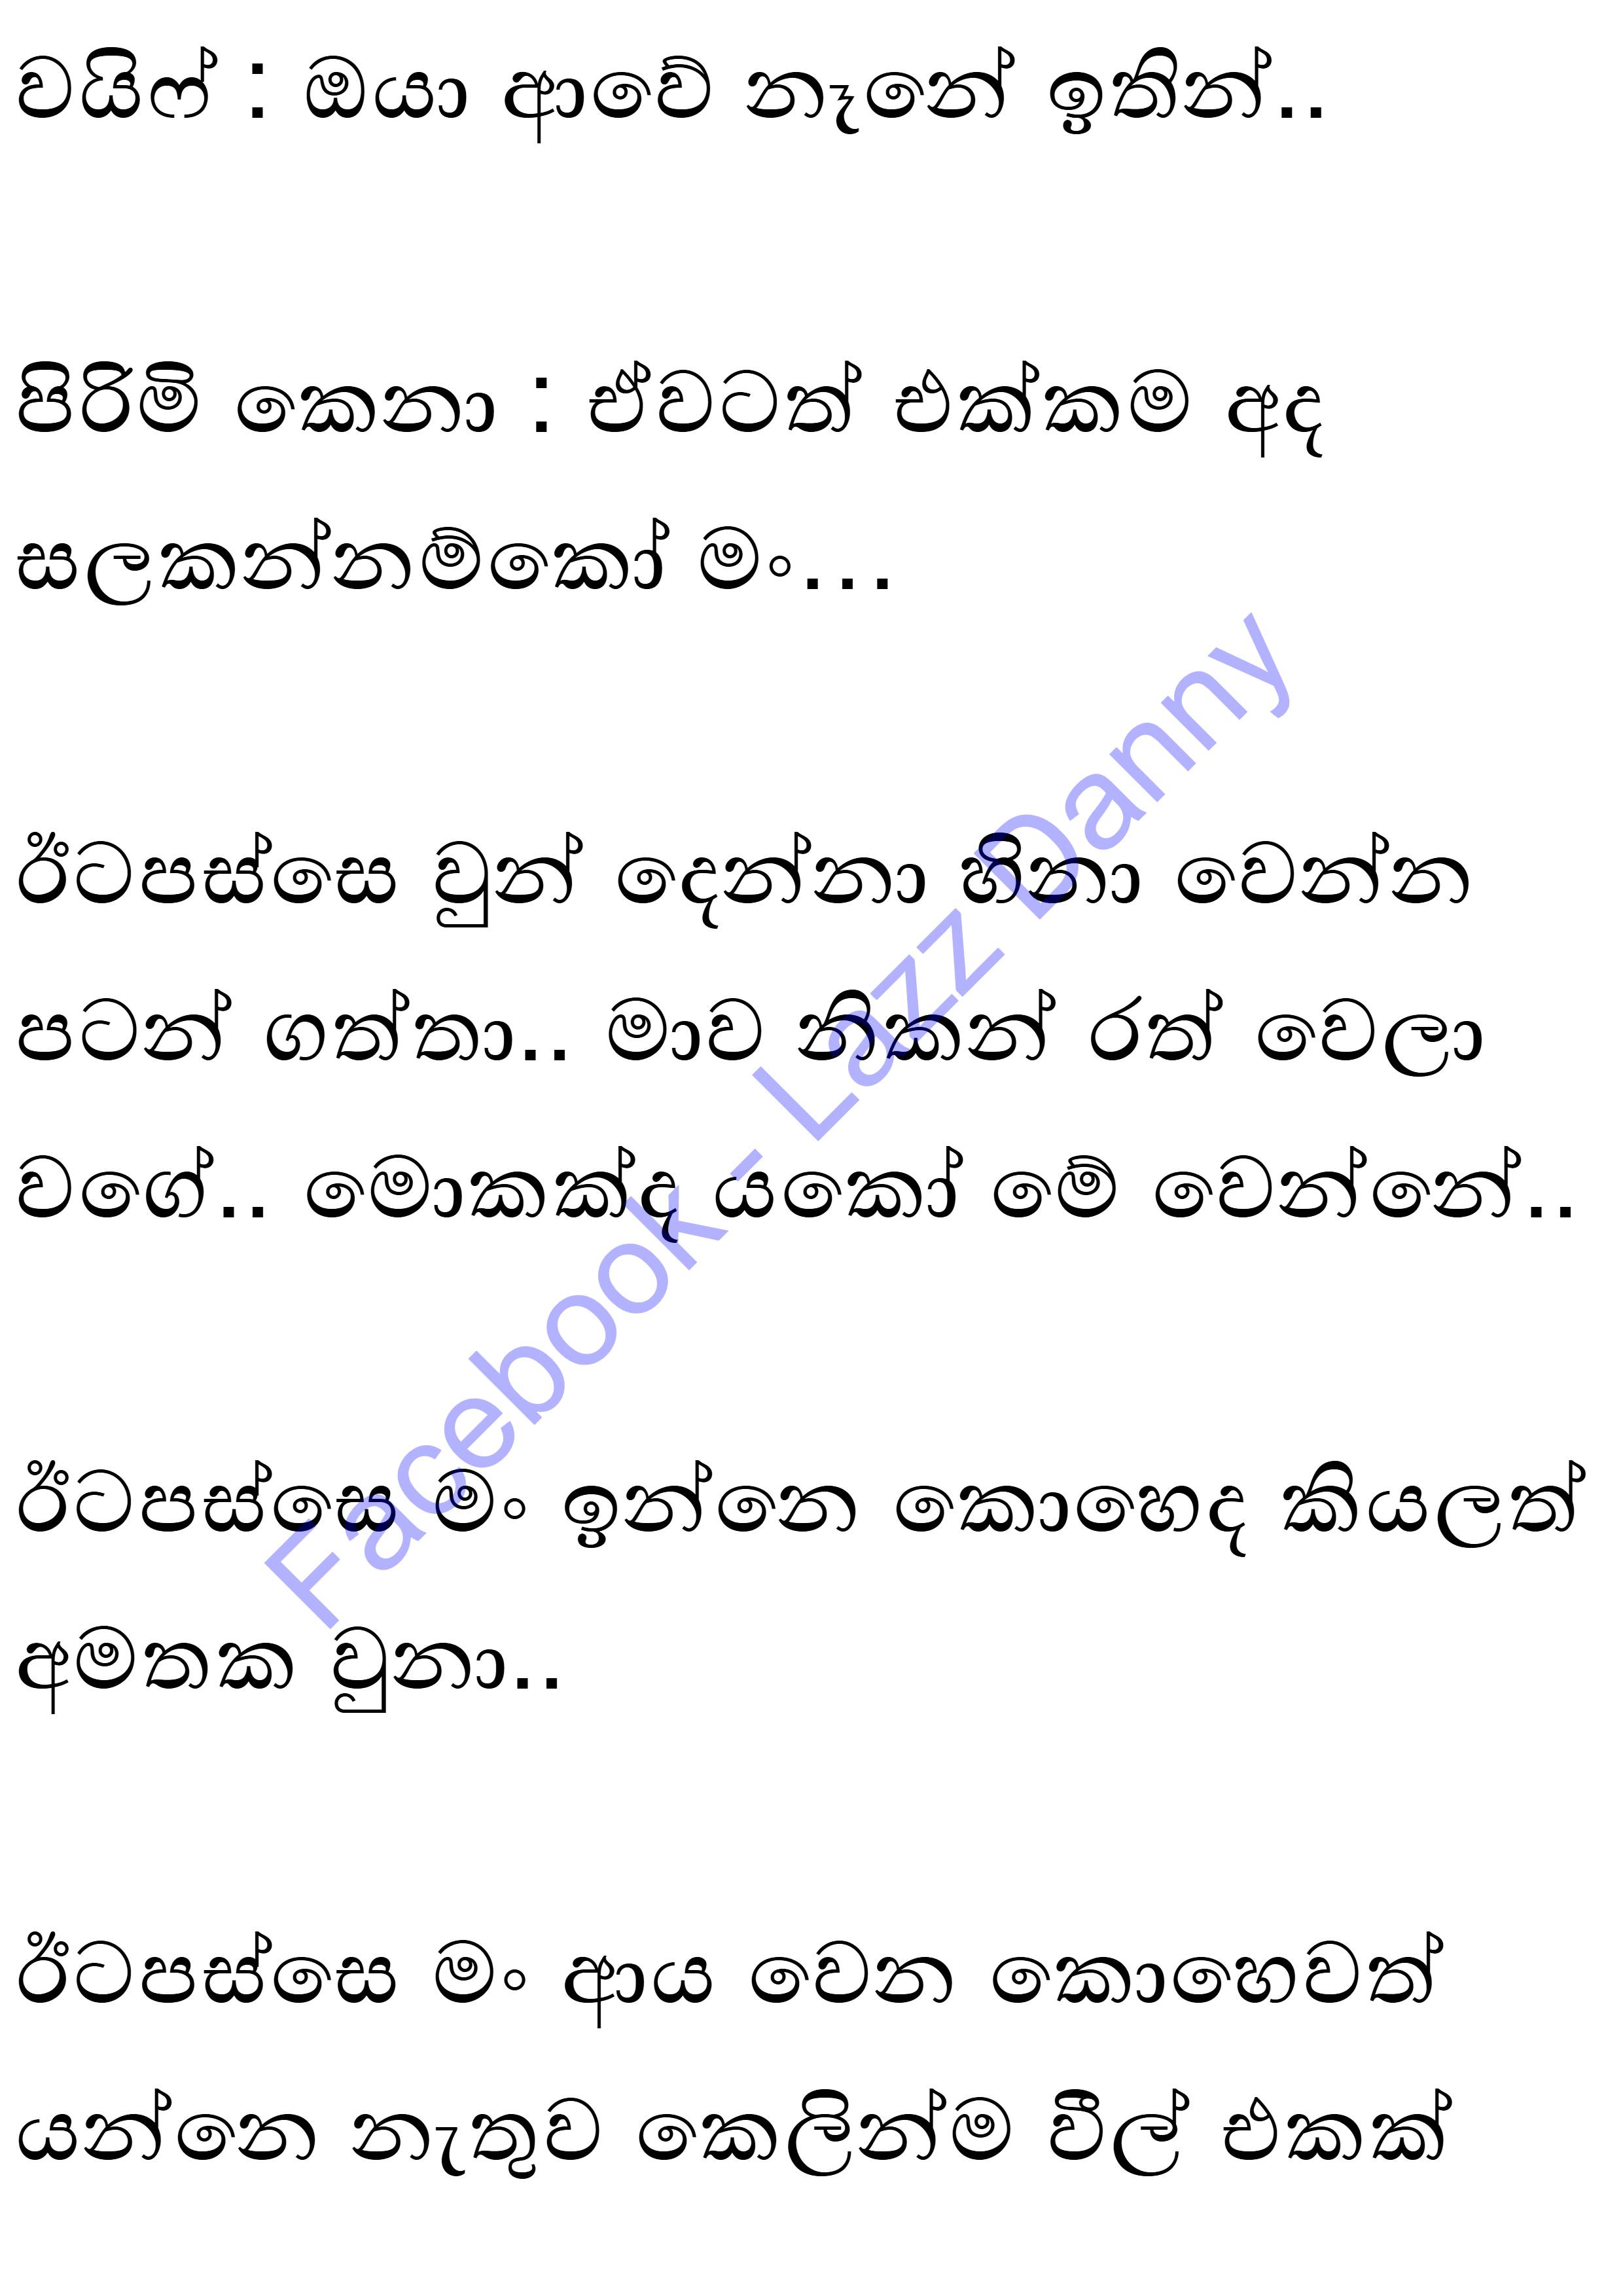 වයිෆ් : ඔයා ආවේ නෑනේ ඉතින්..
පිරිමි කෙනා : ඒවටත් එක්කම අද
සලකන්නම්කෝ මං...
ඊටපස්සෙ වුන් දෙන්නා හිනා වෙන්න
පටන් ගත්තා.. මාව නිකන් රත් වෙලා
වගේ.. මොකක්ද යකෝ මේ වෙන්නේ..
ඊටපස්සෙ මං ඉන්නෙ කොහෙද කියලත්
අමතක වුනා..
ඊටපස්සෙ මං ආය වෙන කොහෙවත්
යන්නෙ නැතුව කෙලින්ම වීල් එකක්
Facebook - Lazz Danny